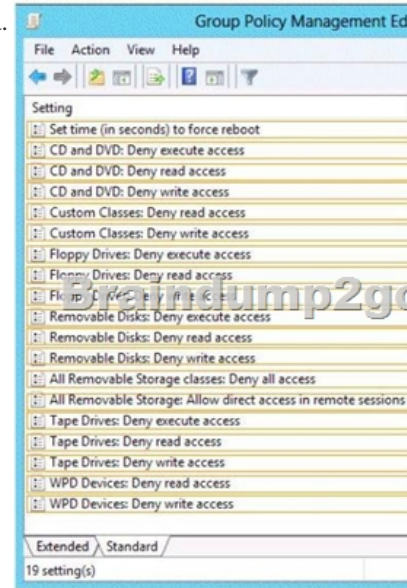 Group Policy Management Ed
File Action View Help
Setting
Set time (in seconds) to force reboot
CD and DVD: Deny execute access
CD and DVD: Deny read access
CD and DVD: Deny write access
Custom Classes: Deny read access
Custom Classes: Deny write access
Floppy Drives: Deny execute access
Floppy Drives: Deny read access
Floppy Drives: Deny write access
Braindump2go
Removable Disks: Deny execute access
Removable Disks: Deny read access
Removable Disks: Deny write access
All Removable Storage classes: Deny all access
All Removable Storage: Allow direct access in remote sessions
Tape Drives: Deny execute access
Tape Drives: Deny read access
Tape Drives: Deny write access
WPD Devices: Deny read access
WPD Devices: Deny write access
Extended Standard
19 setting(s)